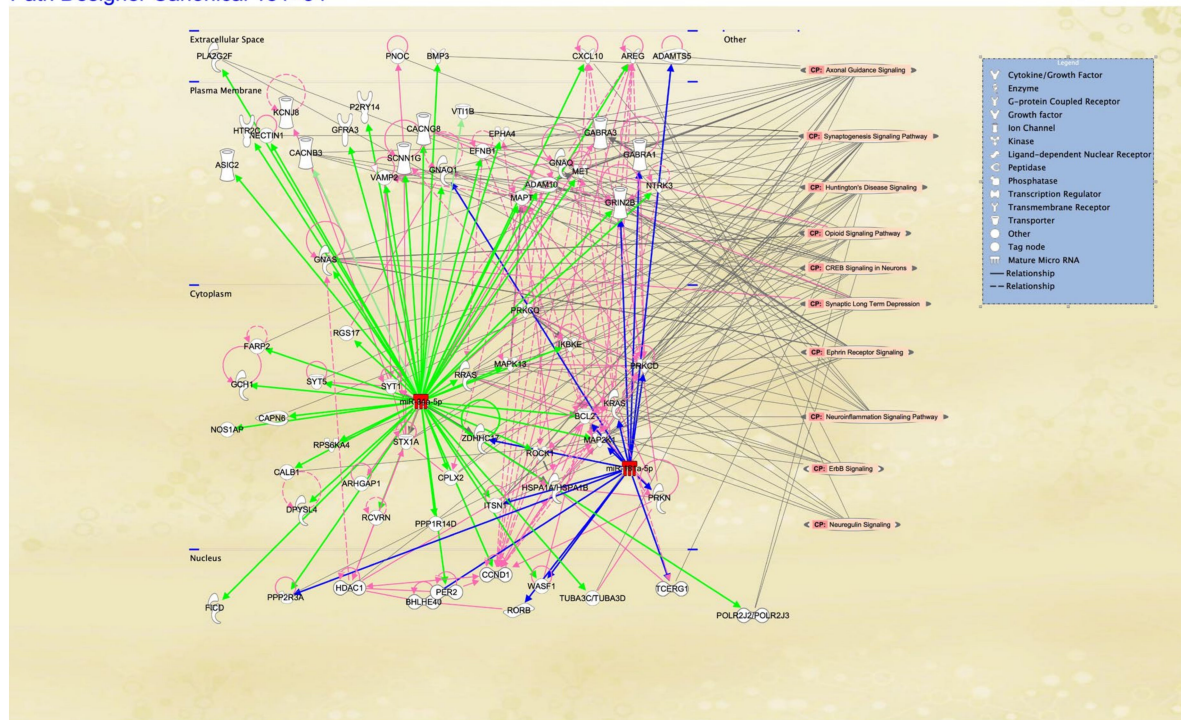 Extracellular Space
Other
PLA2G2F
PNOC
BMP3
CXCL10
AREG
ADAMTS5
Plasma Membrane
KCNJ8
P2RY14
VTI1B
HTR2C
NECTIN1
GFRA3
CACNG8
EPHA4
GABRA3
ASIC2
CACNB3
SCNN1G
EFNB1
GNAQ
GABRA1
VAMP2
GNAQ1
MET
ADAM10
NTRK3
MAPT
GRIN2B
GNAS
Cytoplasm
PRKCQ
RGS17
FARP2
IKBKE
MAPK13
PRKCD
GCH1
SYT5
SYT1
RRAS
KRAS
CAPN6
NOS1AP
BCL2
RPS6KA4
STX1A
ZDHHC17
MAP2K1
ROCK1
CALB1
ARHGAP1
CPLX2
HSPA1A/HSPA1B
PRKN
DPYSL4
RCVRN
PPP1R14D
ITSN1
Nucleus
FICD
PPP2R3A
HDAC1
BHLHE40
PER2
CCND1
RORB
WASF1
TUBA3C/TUBA3D
TCERG1
POLR2J2/POLR2J3
CP: Axonal Guidance Signaling
CP: Synaptogenesis Signaling Pathway
CP: Huntington's Disease Signaling
CP: Opioid Signaling Pathway
CP: CREB Signaling in Neurons
CP: Synaptic Long Term Depression
CP: Ephrin Receptor Signaling
CP: Neuroinflammation Signaling Pathway
CP: ErbB Signaling
CP: Neuregulin Signaling
Legend
Cytokine/Growth Factor
Enzyme
G-protein Coupled Receptor
Growth factor
Ion Channel
Kinase
Ligand-dependent Nuclear Receptor
Peptidase
Phosphatase
Transcription Regulator
Transmembrane Receptor
Transporter
Other
Tag node
Mature Micro RNA
Relationship
Relationship